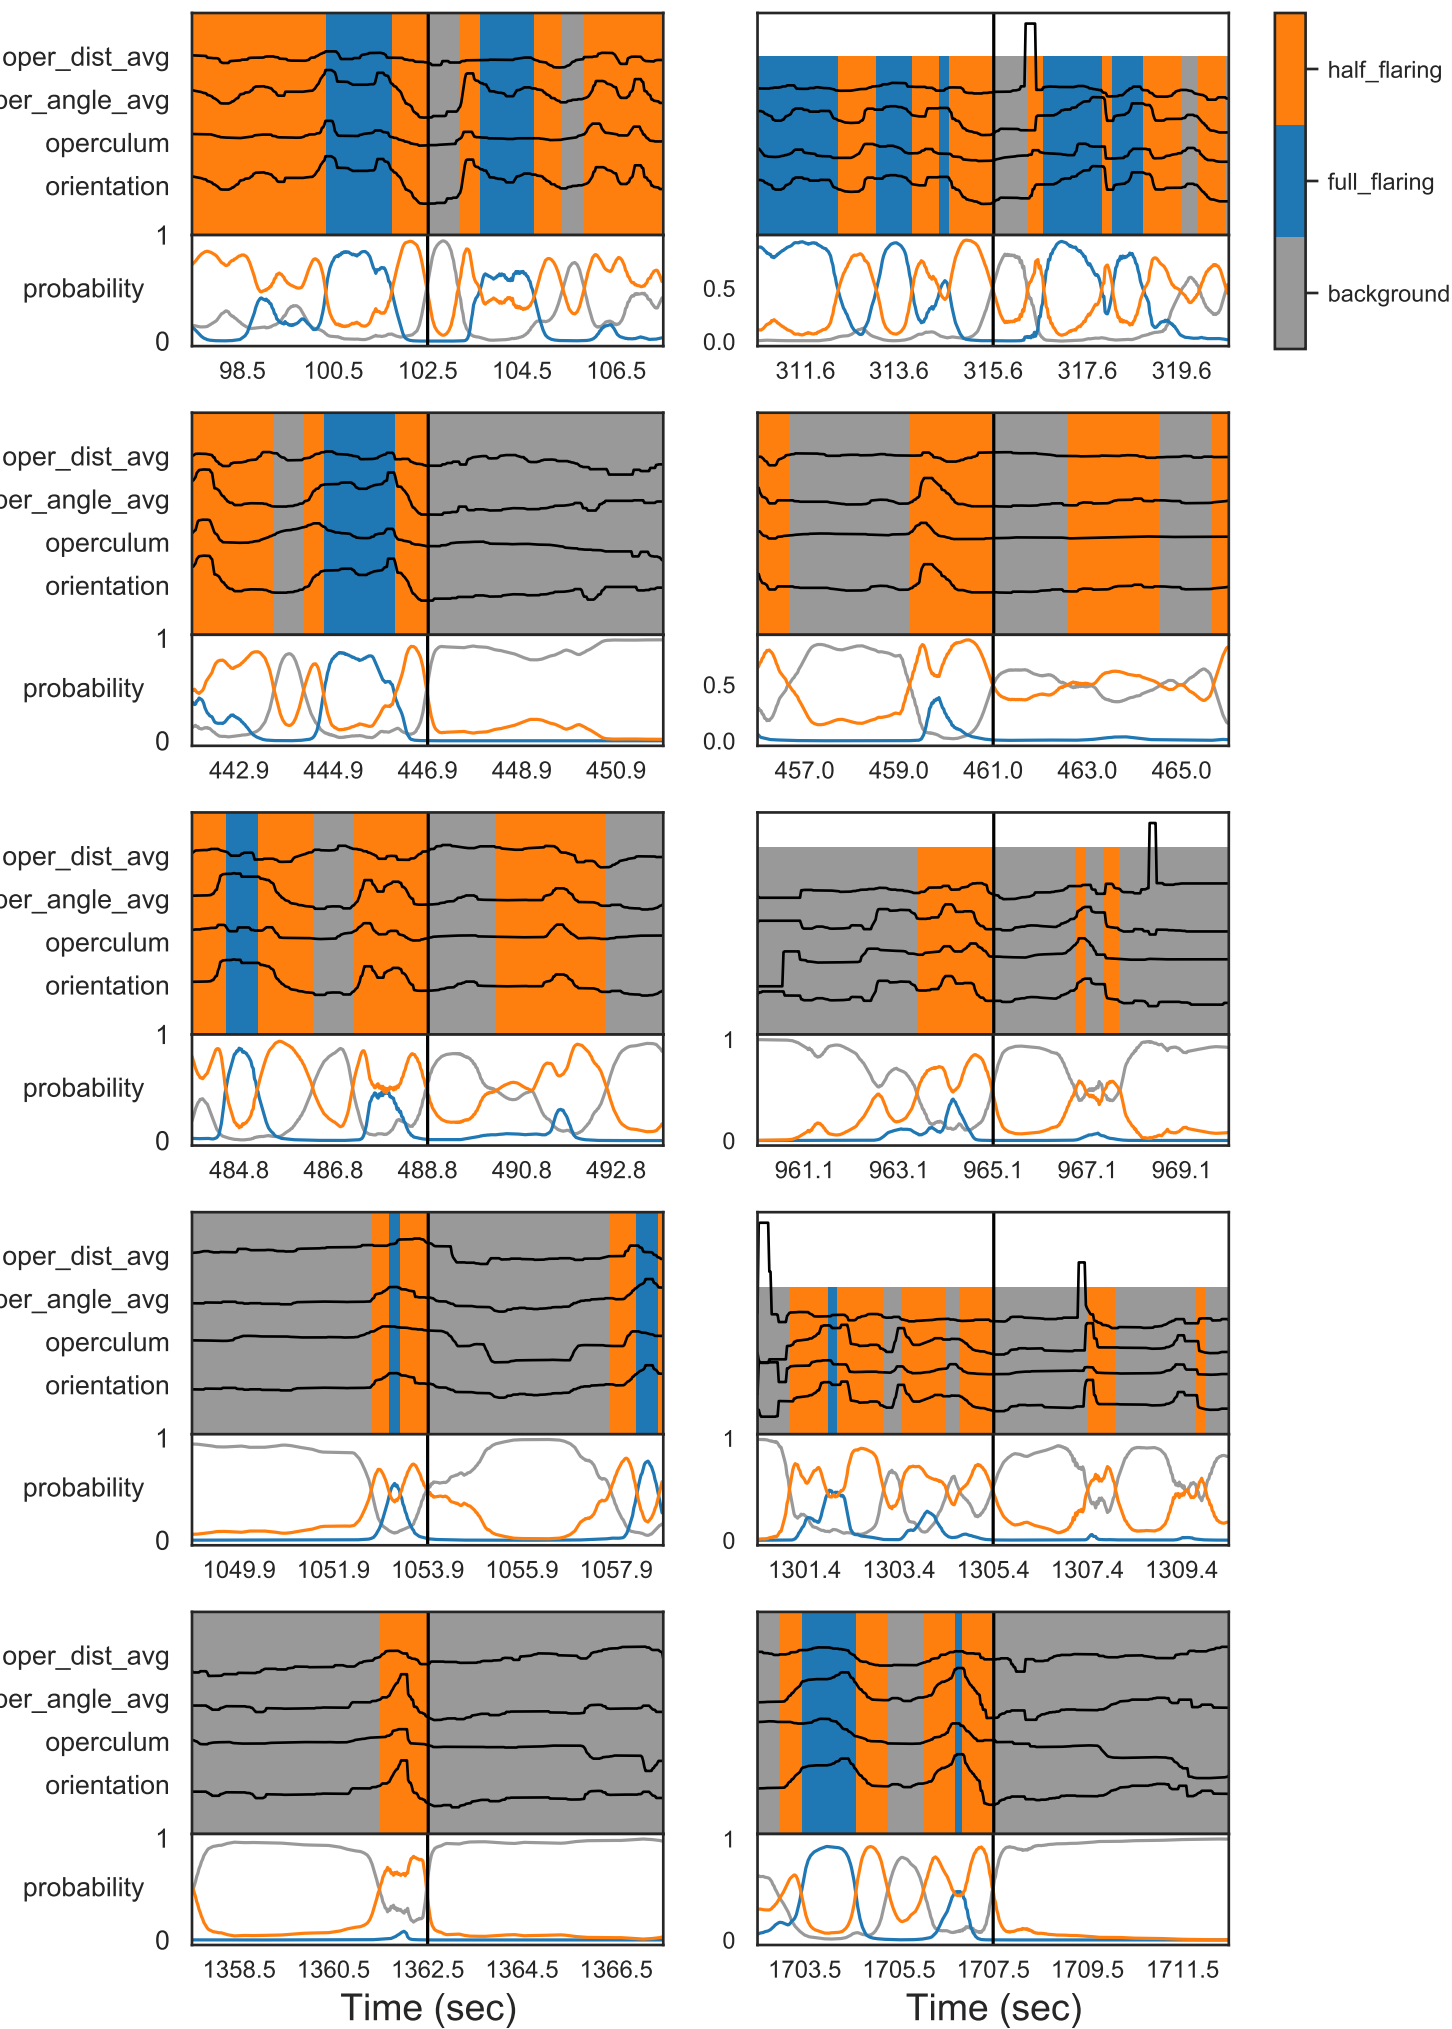 oper_dist_avg
per_angle_avg
operculum
orientation
1
probability
0
98.5 100.5 102.5 104.5 106.5
0.5
0.0
311.6 313.6 315.6 317.6 319.6
half_flaring
full_flaring
background
oper_dist_avg
per_angle_avg
operculum
orientation
1
probability
0
442.9 444.9 446.9 448.9 450.9
0.5
0.0
457.0 459.0 461.0 463.0 465.0
oper_dist_avg
per_angle_avg
operculum
orientation
1
probability
0
484.8 486.8 488.8 490.8 492.8
1
0
961.1 963.1 965.1 967.1 969.1
oper_dist_avg
per_angle_avg
operculum
orientation
1
probability
0
1049.9 1051.9 1053.9 1055.9 1057.9
1
0
1301.4 1303.4 1305.4 1307.4 1309.4
oper_dist_avg
per_angle_avg
operculum
orientation
1
probability
0
1358.5 1360.5 1362.5 1364.5 1366.5
Time (sec)
1
0
1703.5 1705.5 1707.5 1709.5 1711.5
Time (sec)